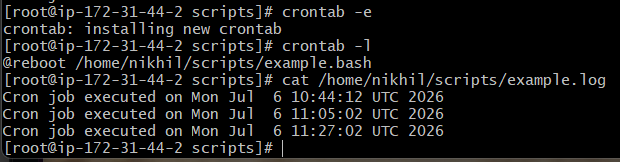 [root@ip-172-31-44-2 scripts]# crontab -e
crontab: installing new crontab
[root@ip-172-31-44-2 scripts]# crontab -l
@reboot /home/nikhil/scripts/example.bash
[root@ip-172-31-44-2 scripts]# cat /home/nikhil/scripts/example.log
Cron job executed on Mon Jul  6 10:44:12 UTC 2026
Cron job executed on Mon Jul  6 11:05:02 UTC 2026
Cron job executed on Mon Jul  6 11:27:02 UTC 2026
[root@ip-172-31-44-2 scripts]#